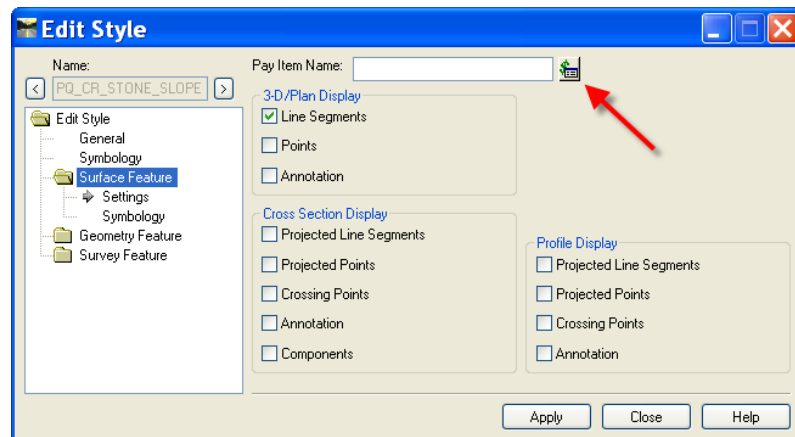 Edit Style
Name:
< PQ_CR_STONE_SLOPE >
Edit Style
General
Symbology
Surface Feature
Settings
Symbology
Geometry Feature
Survey Feature
Pay Item Name:
3-D/Plan Display
Line Segments
Points
Annotation
Cross Section Display
Projected Line Segments
Projected Points
Crossing Points
Annotation
Components
Profile Display
Projected Line Segments
Projected Points
Crossing Points
Annotation
Apply Close Help